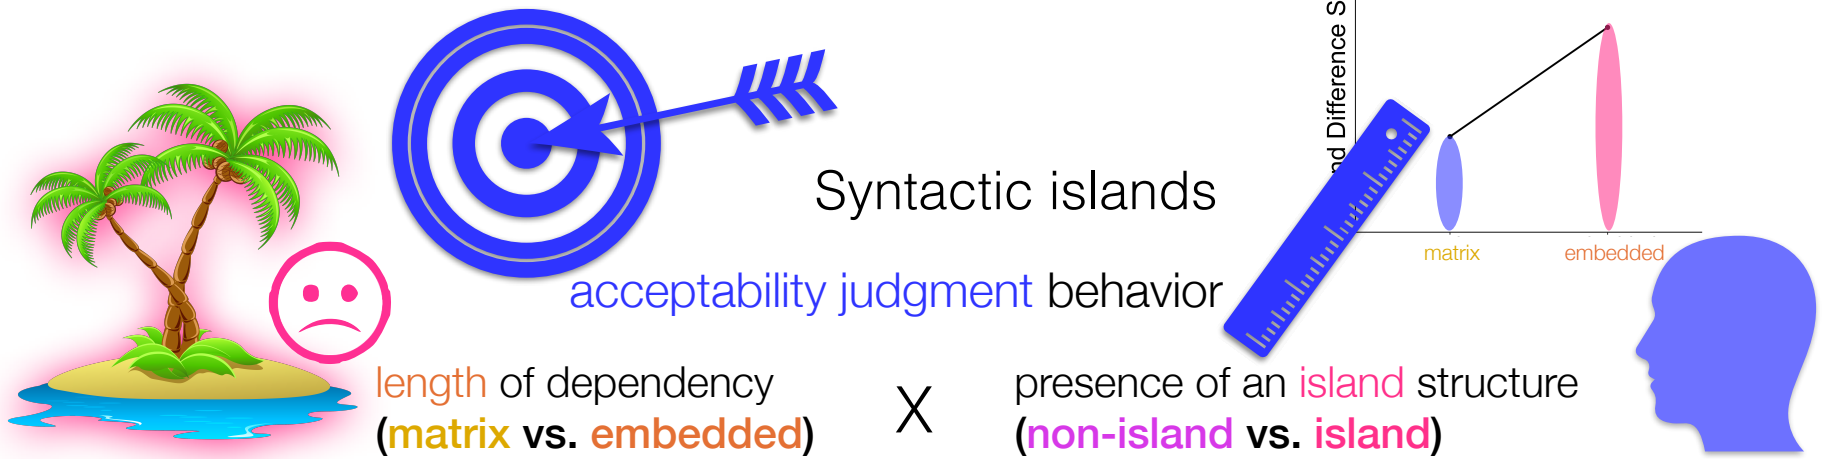 Difference S
Syntactic islands
matrix embedded
acceptability judgment behavior
length of dependency X presence of an island structure
(matrix vs. embedded) (non-island vs. island)